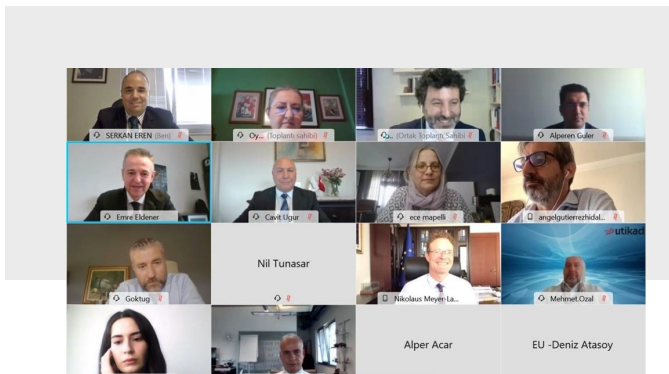 SERKAN EREN (Ben)
Oy... (Toplantı sahibi)
(Ortak Toplantı Sahibi
Alperen Guler
Emre Eldener
Cavit Ugur
ece mapelli
angelgutierrezhidal...
utikad
Goktug
Nil Tunasar
Nikolaus Meyer-La...
Mehmet.Ozal
Alper Acar
EU -Deniz Atasoy